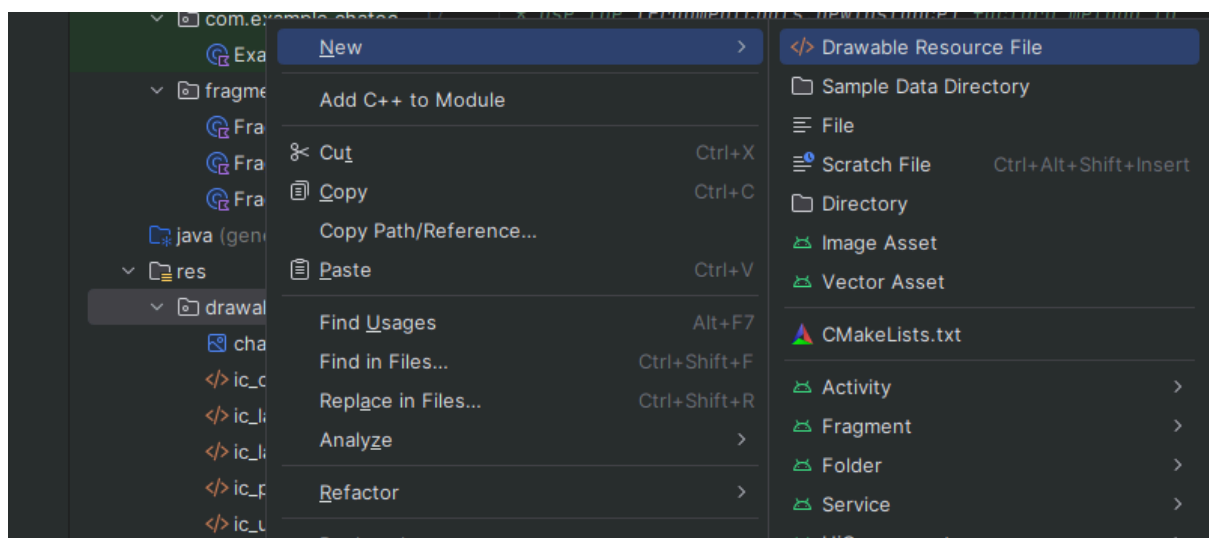 com.example.chatoo
Exa
fragme
Fra
Fra
Fra
java (gene
res
drawal
cha
ic_c
ic_la
ic_la
ic_p
ic_u
New
Add C++ to Module
Cut Ctrl+X
Copy Ctrl+C
Copy Path/Reference...
Paste Ctrl+V
Find Usages Alt+F7
Find in Files... Ctrl+Shift+F
Replace in Files... Ctrl+Shift+R
Analyze
Refactor
Drawable Resource File
Sample Data Directory
File
Scratch File Ctrl+Alt+Shift+Insert
Directory
Image Asset
Vector Asset
CMakeLists.txt
Activity
Fragment
Folder
Service